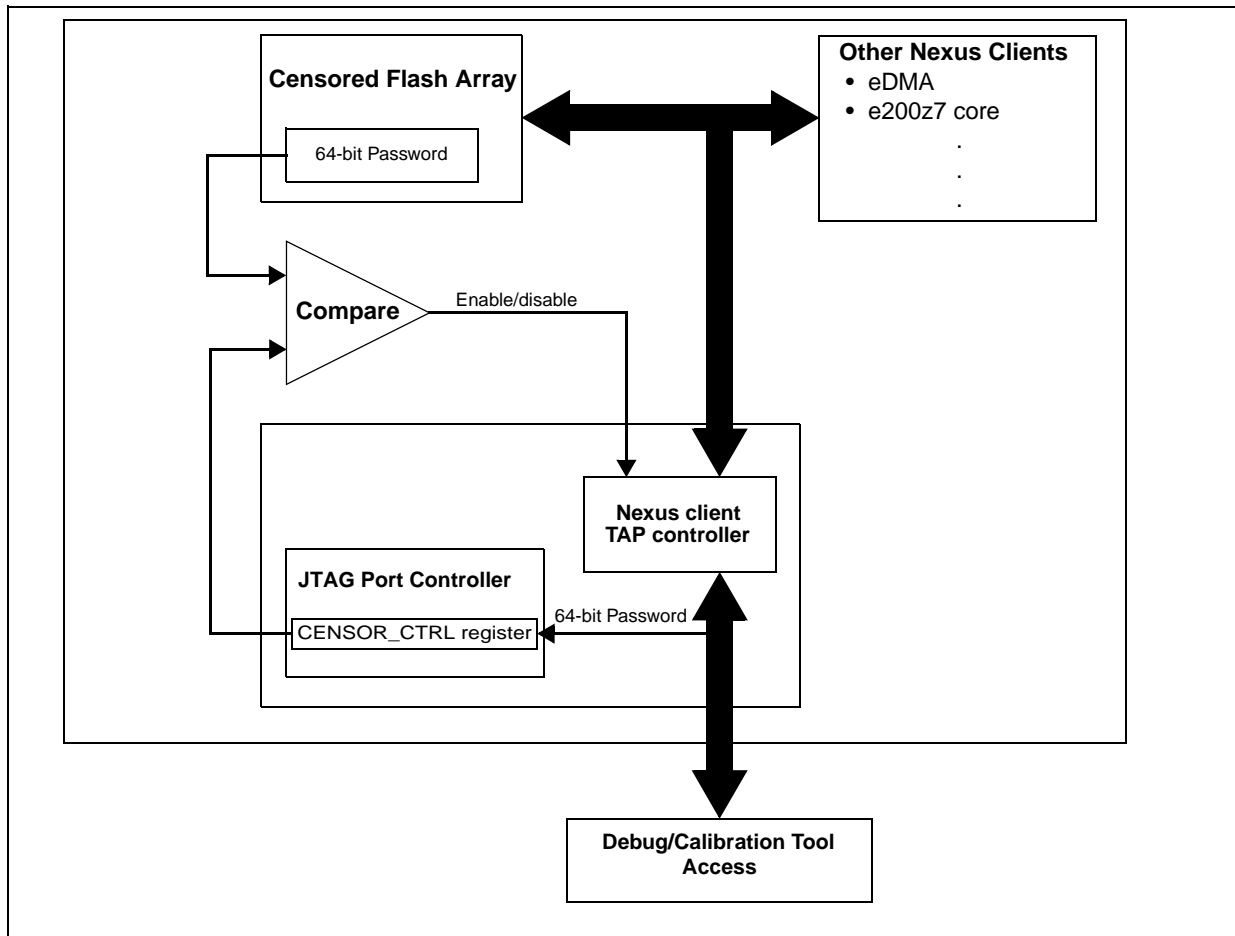 Censored Flash Array
64-bit Password
Other Nexus Clients
• eDMA
• e200z7 core
.
.
.
Compare
Enable/disable
Nexus client
TAP controller
JTAG Port Controller
CENSOR_CTRL register
64-bit Password
Debug/Calibration Tool
Access